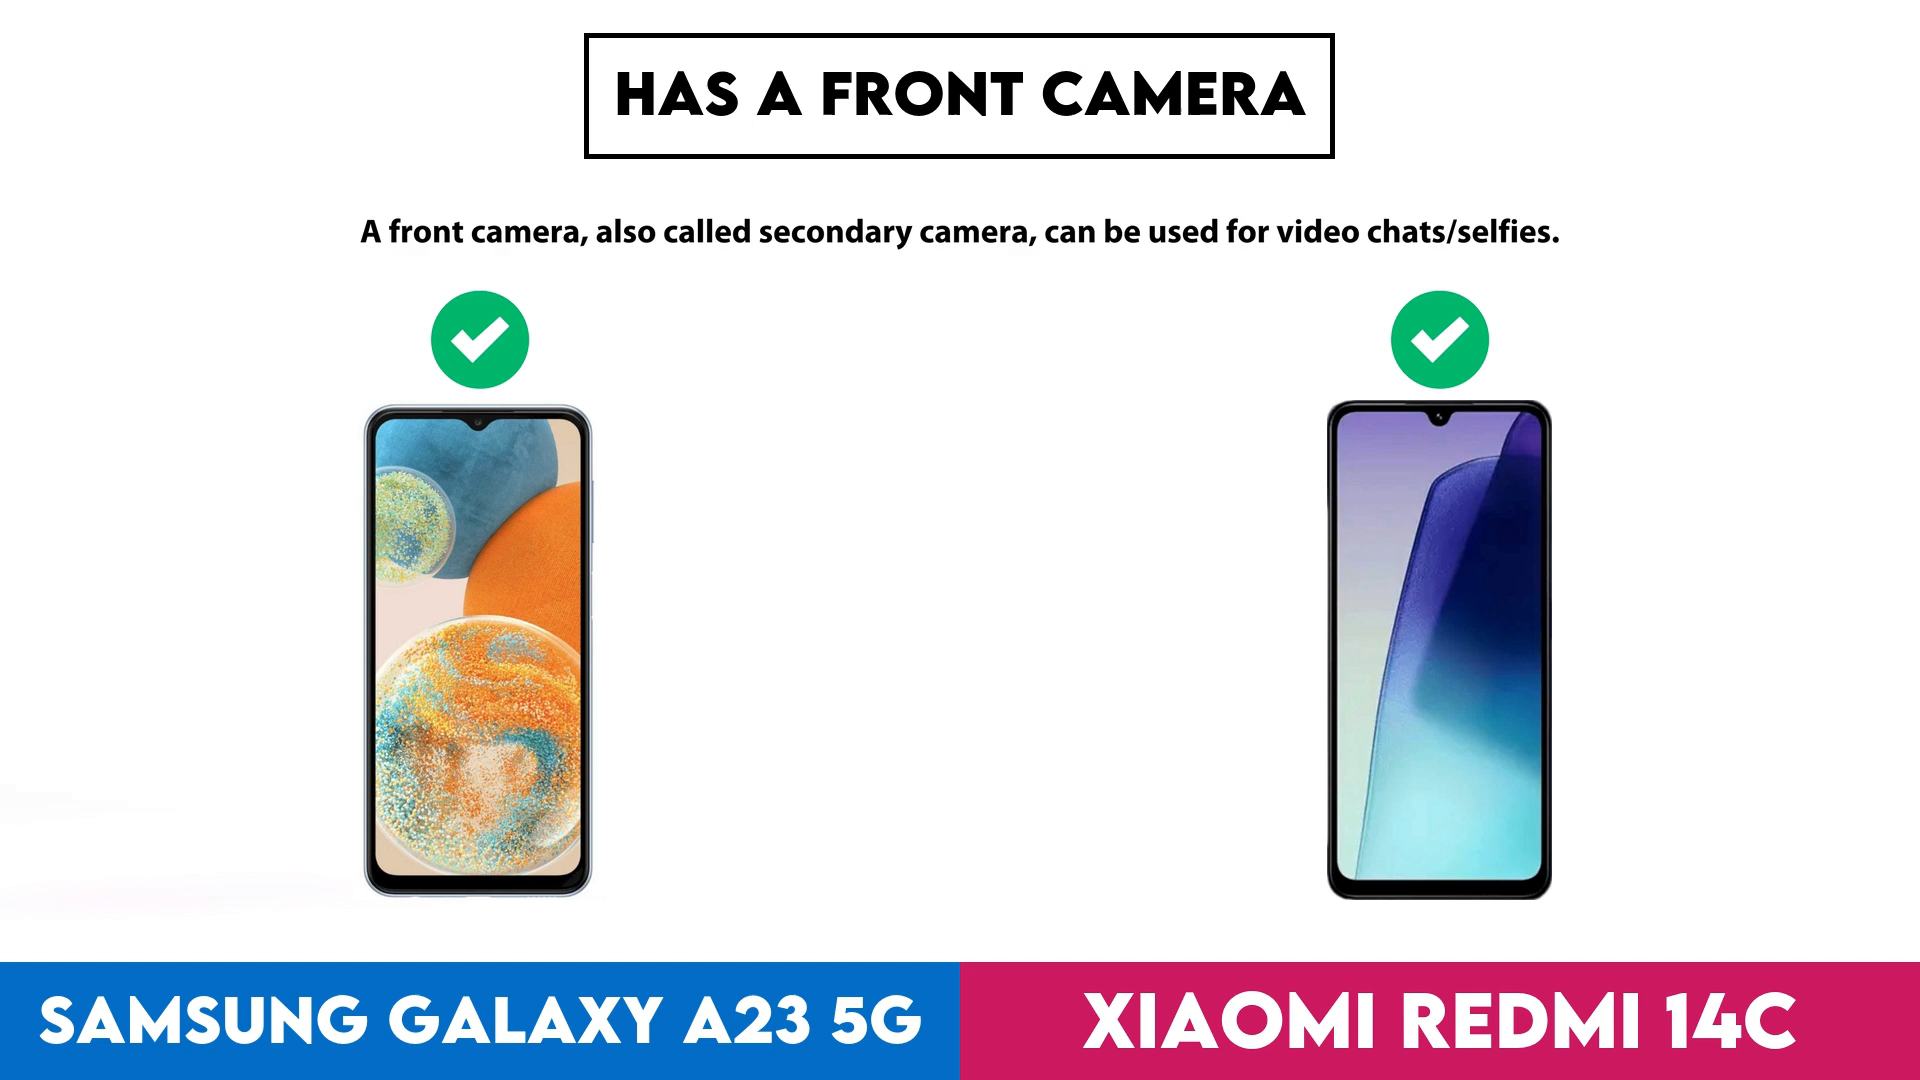 HAS A FRONT CAMERA
A front camera, also called secondary camera, can be used for video chats/selfies.
SAMSUNG GALAXY A23 5G
XIAOMI REDMI 14C